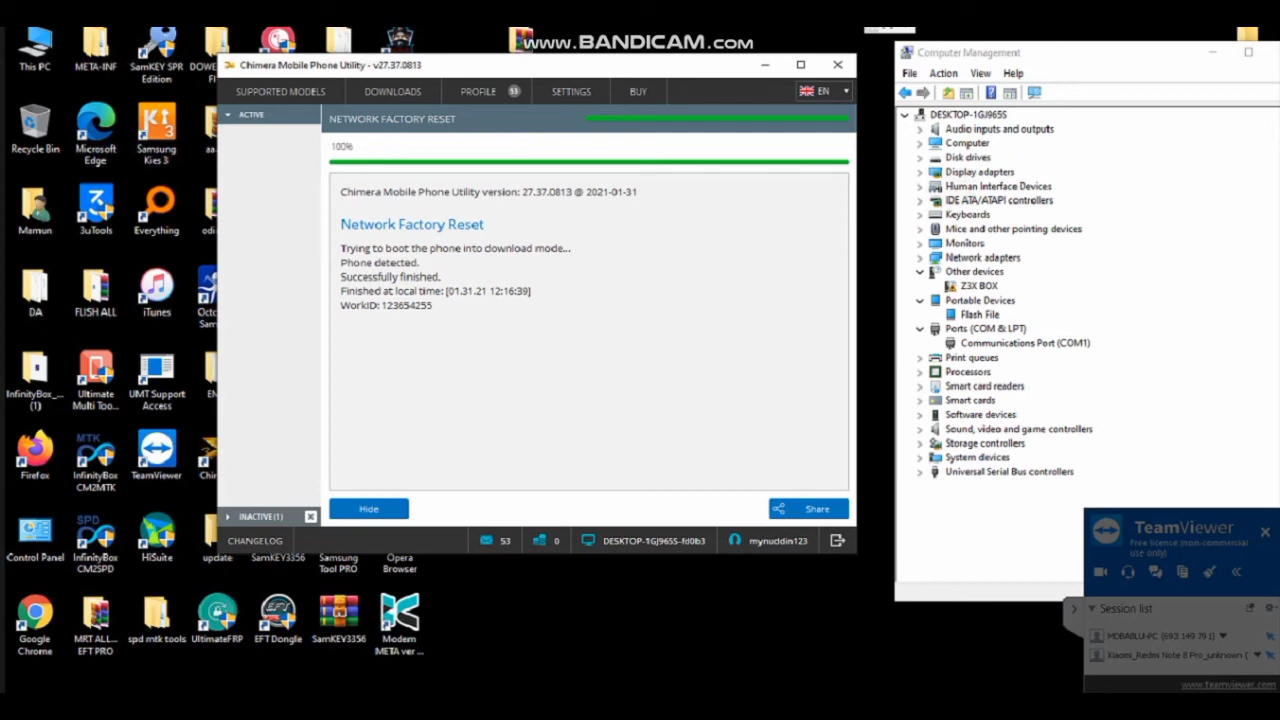 www.BANDICAM.com
This PC
META-INF
SamKEY SPR
Edition
Recycle Bin
Microsoft
Edge
Samsung
Kies 3
Mamun
3uTools
Everything
DA
FLISH ALL
iTunes
InfinityBox_...
(1)
Ultimate
Multi Too...
UMT Support
Access
Firefox
InfinityBox
CM2MTK
TeamViewer
Control Panel
InfinityBox
CM2SPD
HiSuite
update
SamKEY3356
Samsung
Tool PRO
Opera
Browser
Google
Chrome
MRT ALL...
EFT PRO
spd mtk tools
UltimateFRP
EFT Dongle
SamKEY3356
Modem
META ver ...
Chimera Mobile Phone Utility - v27.37.0813
SUPPORTED MODELS
DOWNLOADS
PROFILE 53
SETTINGS
BUY
EN
ACTIVE
NETWORK FACTORY RESET
100%
Chimera Mobile Phone Utility version: 27.37.0813 @ 2021-01-31
Network Factory Reset
Trying to boot the phone into download mode...
Phone detected.
Successfully finished.
Finished at local time: [01.31.21 12:16:39]
WorkID: 123654255
Hide
Share
INACTIVE (1)
CHANGELOG
53
0
DESKTOP-1GJ965S-fd0b3
mynuddin123
Computer Management
File Action View Help
DESKTOP-1GJ965S
Audio inputs and outputs
Computer
Disk drives
Display adapters
Human Interface Devices
IDE ATA/ATAPI controllers
Keyboards
Mice and other pointing devices
Monitors
Network adapters
Other devices
Z3X BOX
Portable Devices
Flash File
Ports (COM & LPT)
Communications Port (COM1)
Print queues
Processors
Smart card readers
Smart cards
Software devices
Sound, video and game controllers
Storage controllers
System devices
Universal Serial Bus controllers
TeamViewer
Free license (non-commercial
use only)
Session list
MDBABLU-PC (693 149 791)
Xiaomi_Redmi Note 8 Pro_unknown (
www.teamviewer.com